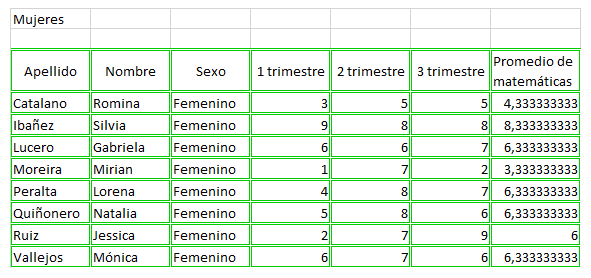 Mujeres
Apellido Nombre Sexo 1 trimestre 2 trimestre 3 trimestre Promedio de matemáticas
Catalano Romina Femenino 3 5 5 4,333333333
Ibañez Silvia Femenino 9 8 8 8,333333333
Lucero Gabriela Femenino 6 6 7 6,333333333
Moreira Mirian Femenino 1 7 2 3,333333333
Peralta Lorena Femenino 4 8 7 6,333333333
Quiñonero Natalia Femenino 5 8 6 6,333333333
Ruiz Jessica Femenino 2 7 9 6
Vallejos Mónica Femenino 6 7 6 6,333333333